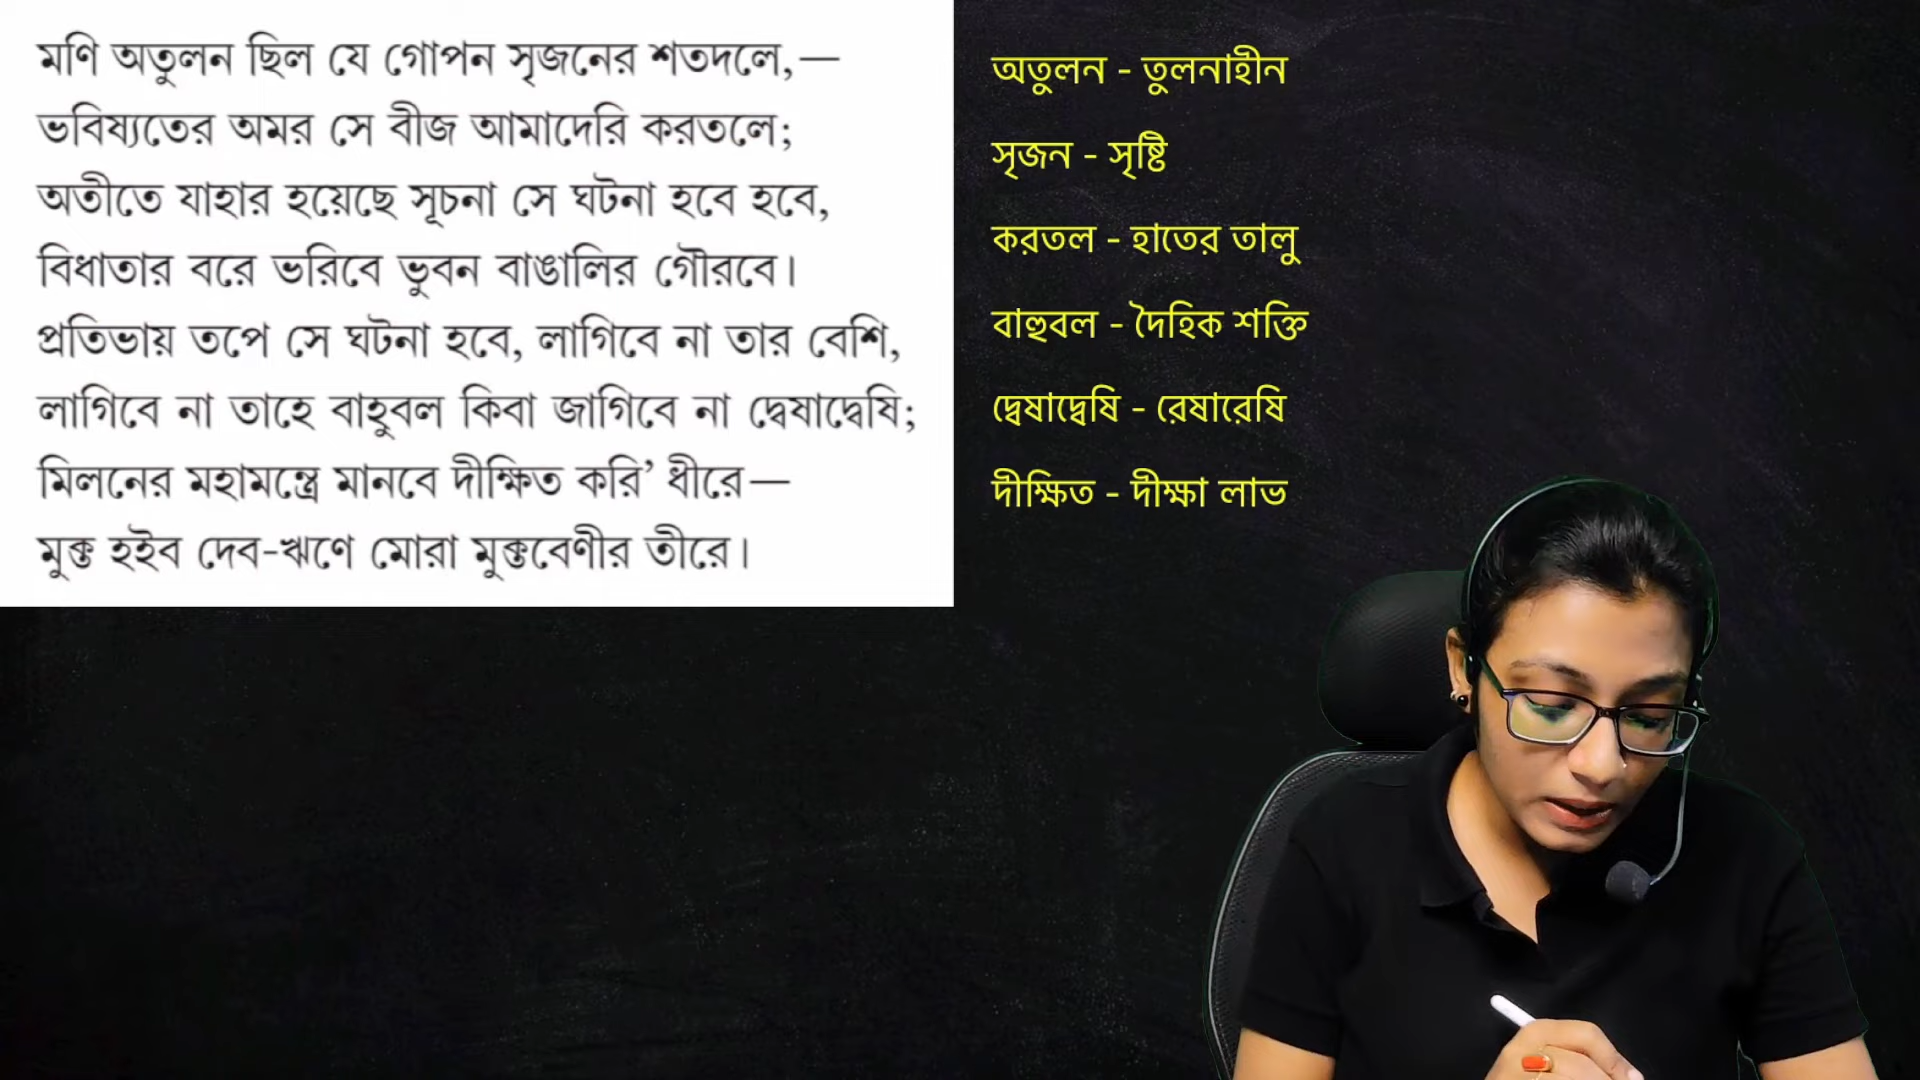 মণি অতুলন ছিল যে গোপন সৃজনের শতদলে,—
ভবিষ্যতের অমর সে বীজ আমাদেরি করতলে;
অতীতে যাহার হয়েছে সূচনা সে ঘটনা হবে হবে,
বিধাতার বরে ভরিবে ভুবন বাঙালির গৌরবে।
প্রতিভায় তপে সে ঘটনা হবে, লাগিবে না তার বেশি,
লাগিবে না তাহে বাহুবল কিবা জাগিবে না দ্বেষাদ্বেষি;
মিলনের মহামন্ত্রে মানবে দীক্ষিত করি’ ধীরে—
মুক্ত হইব দেব-ঋণে মোরা মুক্তবেণীর তীরে।
অতুলন - তুলনাহীন
সৃজন - সৃষ্টি
করতল - হাতের তালু
বাহুবল - দৈহিক শক্তি
দ্বেষাদ্বেষি - রেষারেষি
দীক্ষিত - দীক্ষা লাভ